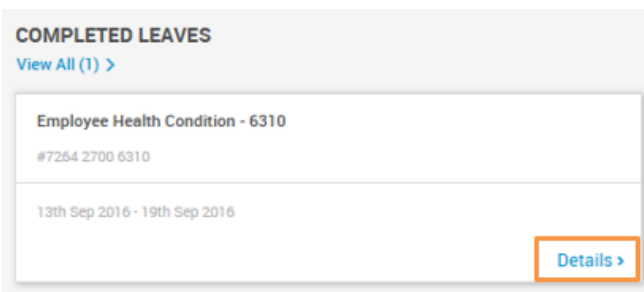 COMPLETED LEAVES
View All (1) >
Employee Health Condition - 6310
#7264 2700 6310
13th Sep 2016 - 19th Sep 2016
Details >